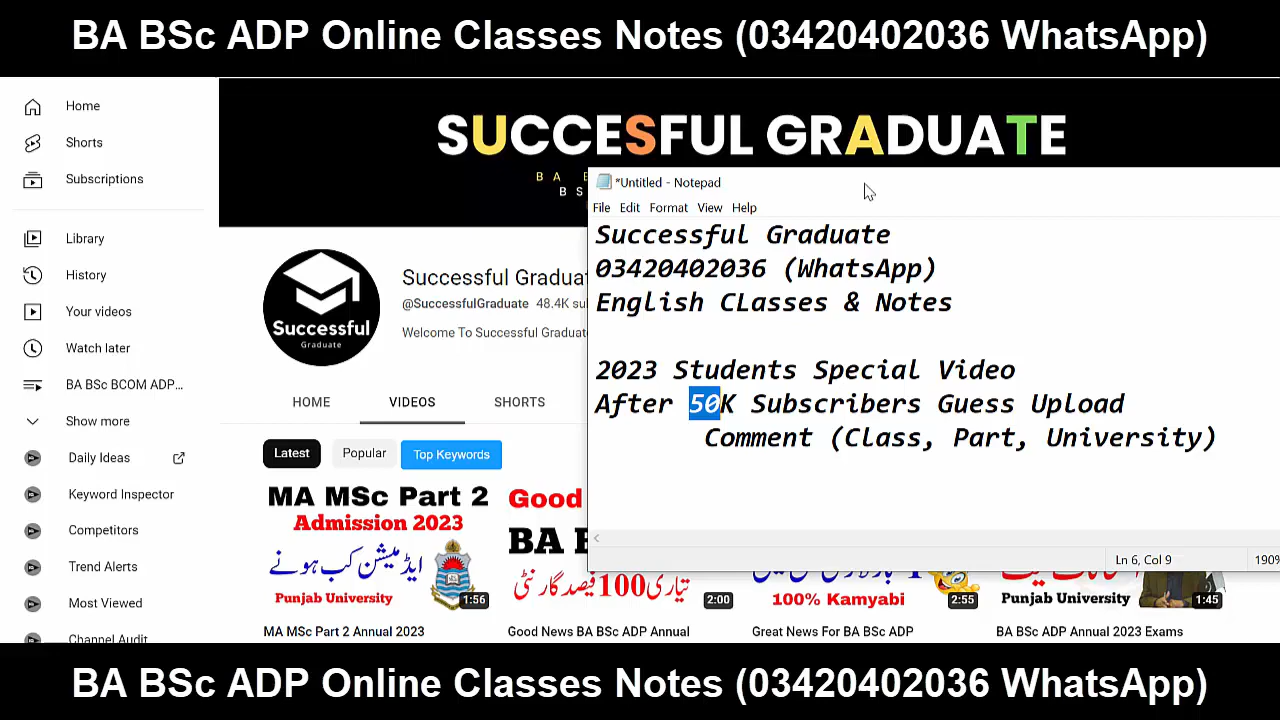 BA BSc ADP Online Classes Notes (03420402036 WhatsApp)
Home
Shorts
Subscriptions
Library
History
Your videos
Watch later
BA BSc BCOM ADP...
Show more
Daily Ideas
Keyword Inspector
Competitors
Trend Alerts
Most Viewed
Channel Audit
SUCCESFUL GRADUATE
BA
BS
Successful
Graduate
Successful Gradua
@SuccessfulGraduate 48.4K su
Welcome To Successful Graduat
HOME VIDEOS SHORTS
Latest Popular Top Keywords
*Untitled - Notepad
File Edit Format View Help
Successful Graduate
03420402036 (WhatsApp)
English CLasses & Notes
2023 Students Special Video
After 50K Subscribers Guess Upload
Comment (Class, Part, University)
Ln 6, Col 9 190%
MA MSc Part 2
Admission 2023
ایڈمیشن کب ہونے
Punjab University
1:56
MA MSc Part 2 Annual 2023
Good
BA B
تیاری 100 فیصد گارنٹی
2:00
Good News BA BSc ADP Annual
100% Kamyabi
2:55
Great News For BA BSc ADP
Punjab University
1:45
BA BSc ADP Annual 2023 Exams
BA BSc ADP Online Classes Notes (03420402036 WhatsApp)